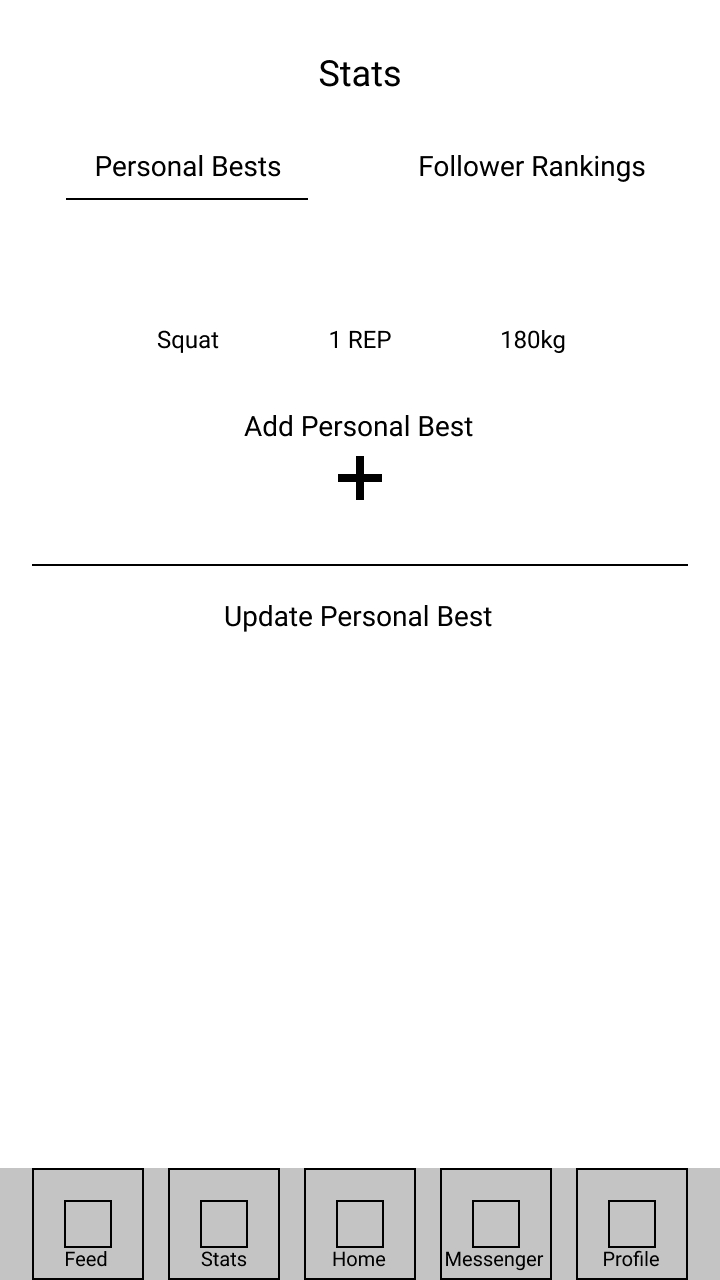 Stats
Personal Bests Follower Rankings
Squat 1 REP 180kg
Add Personal Best
Update Personal Best
Feed Stats Home Messenger Profile